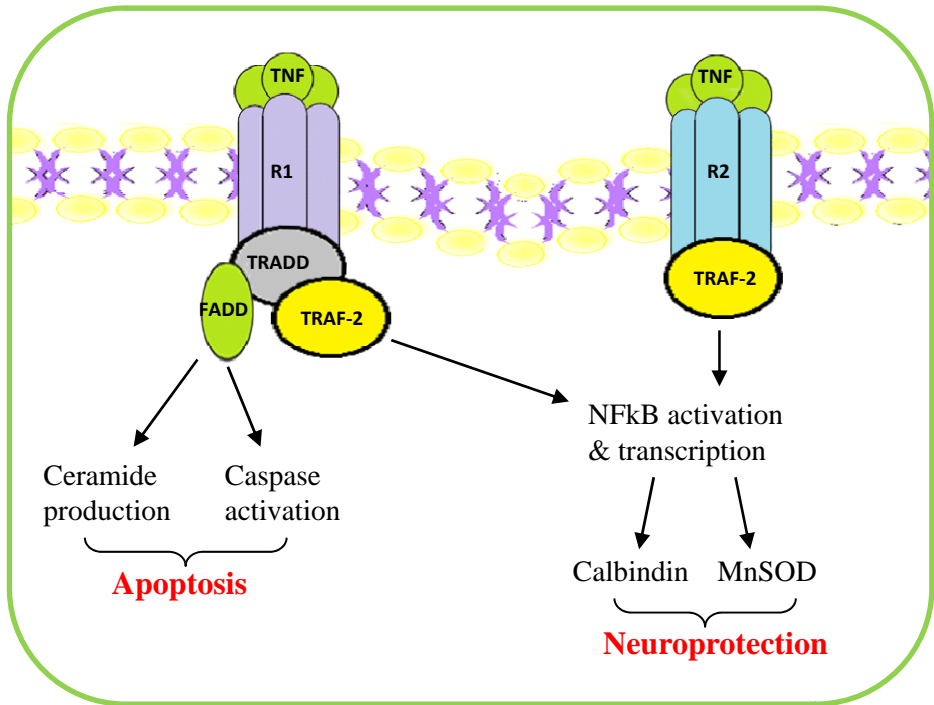 TNF
TNF
R1
R2
TRADD
FADD
TRAF-2
TRAF-2
NFkB activation
& transcription
Ceramide
production
Caspase
activation
Apoptosis
Calbindin
MnSOD
Neuroprotection